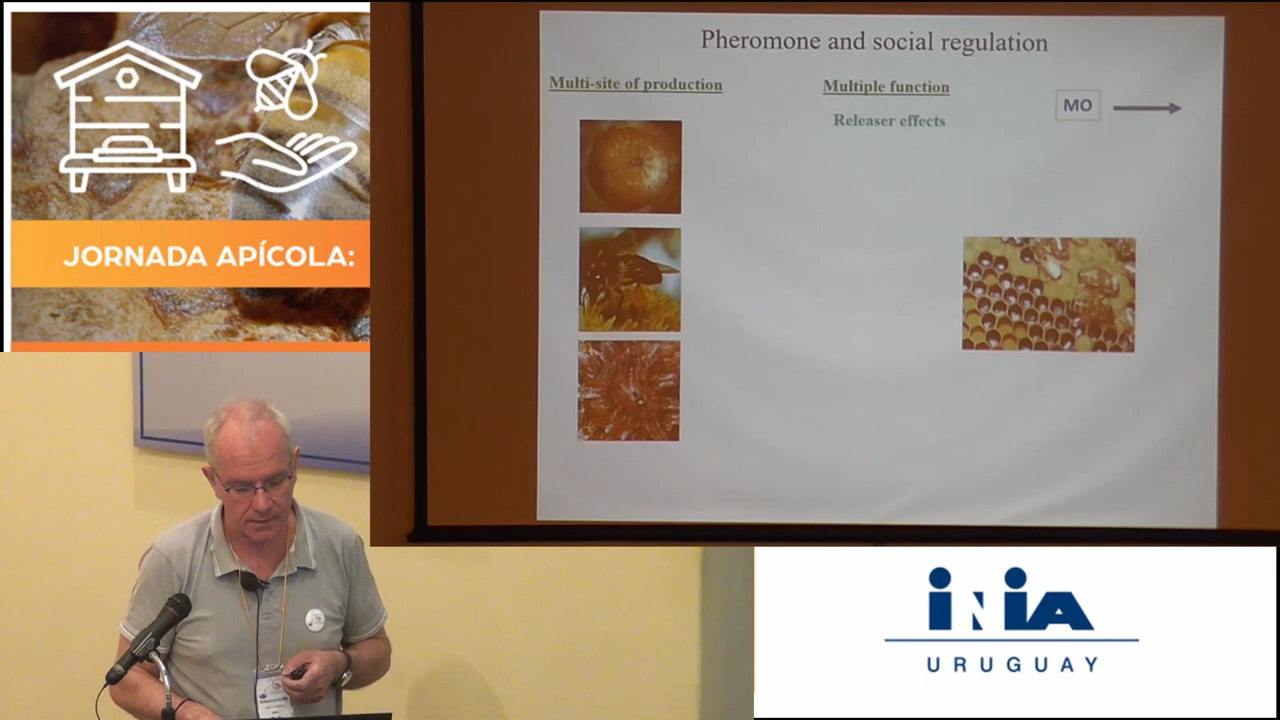 JORNADA APÍCOLA:
Pheromone and social regulation
Multi-site of production
Multiple function
Releaser effects
MO
INIA
URUGUAY